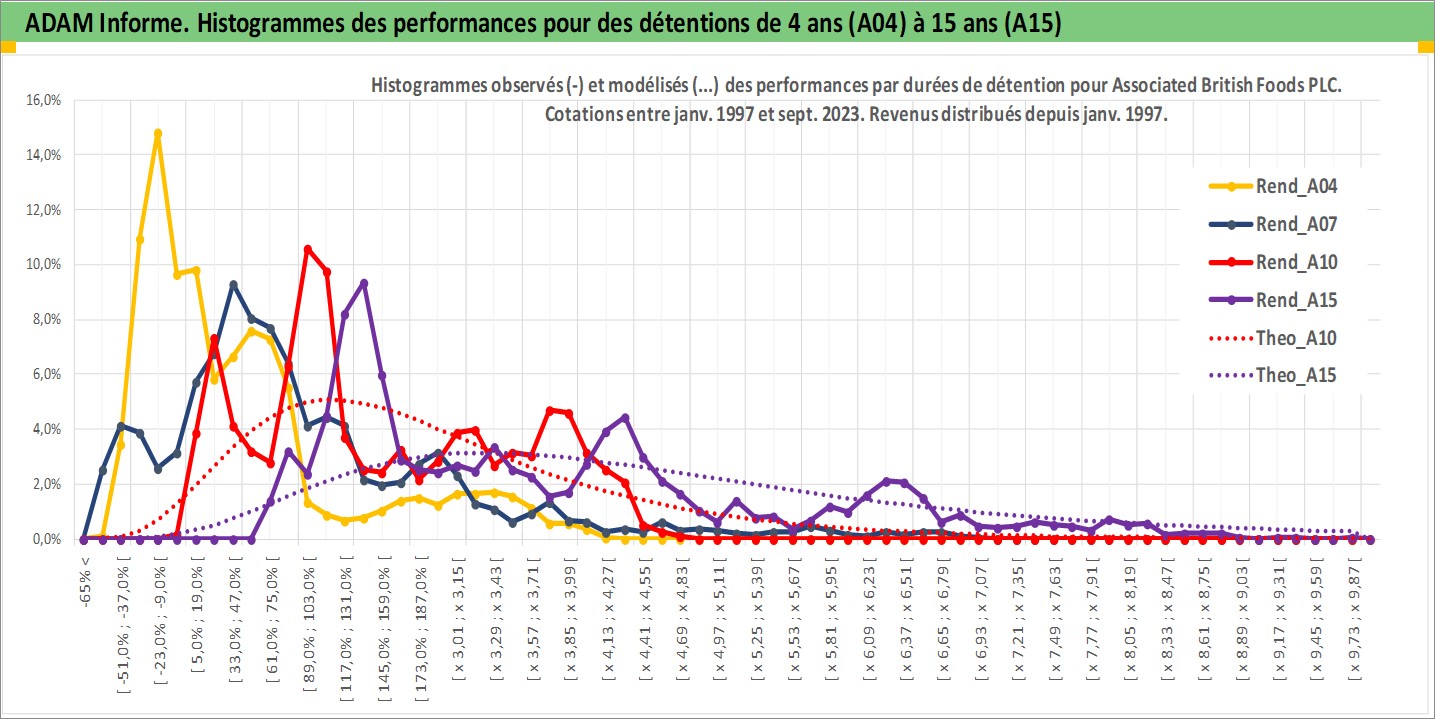 ADAM Informe. Histogrammes des performances pour des détentions de 4 ans (A04) à 15 ans (A15)
Histogrammes observés (-) et modélisés (...) des performances par durées de détention pour Associated British Foods PLC.
Cotations entre janv. 1997 et sept. 2023. Revenus distribués depuis janv. 1997.
16,0%
14,0%
12,0%
10,0%
8,0%
6,0%
4,0%
2,0%
0,0%
Rend_A04
Rend_A07
Rend_A10
Rend_A15
Theo_A10
Theo_A15
-65% <
[ -51,0% ; -37,0% [
[ -23,0% ; -9,0% [
[ 5,0% ; 19,0% [
[ 33,0% ; 47,0% [
[ 61,0% ; 75,0% [
[ 89,0% ; 103,0% [
[ 117,0% ; 131,0% [
[ 145,0% ; 159,0% [
[ 173,0% ; 187,0% [
[ x 3,01 ; x 3,15 [
[ x 3,29 ; x 3,43 [
[ x 3,57 ; x 3,71 [
[ x 3,85 ; x 3,99 [
[ x 4,13 ; x 4,27 [
[ x 4,41 ; x 4,55 [
[ x 4,69 ; x 4,83 [
[ x 4,97 ; x 5,11 [
[ x 5,25 ; x 5,39 [
[ x 5,53 ; x 5,67 [
[ x 5,81 ; x 5,95 [
[ x 6,09 ; x 6,23 [
[ x 6,37 ; x 6,51 [
[ x 6,65 ; x 6,79 [
[ x 6,93 ; x 7,07 [
[ x 7,21 ; x 7,35 [
[ x 7,49 ; x 7,63 [
[ x 7,77 ; x 7,91 [
[ x 8,05 ; x 8,19 [
[ x 8,33 ; x 8,47 [
[ x 8,61 ; x 8,75 [
[ x 8,89 ; x 9,03 [
[ x 9,17 ; x 9,31 [
[ x 9,45 ; x 9,59 [
[ x 9,73 ; x 9,87 [